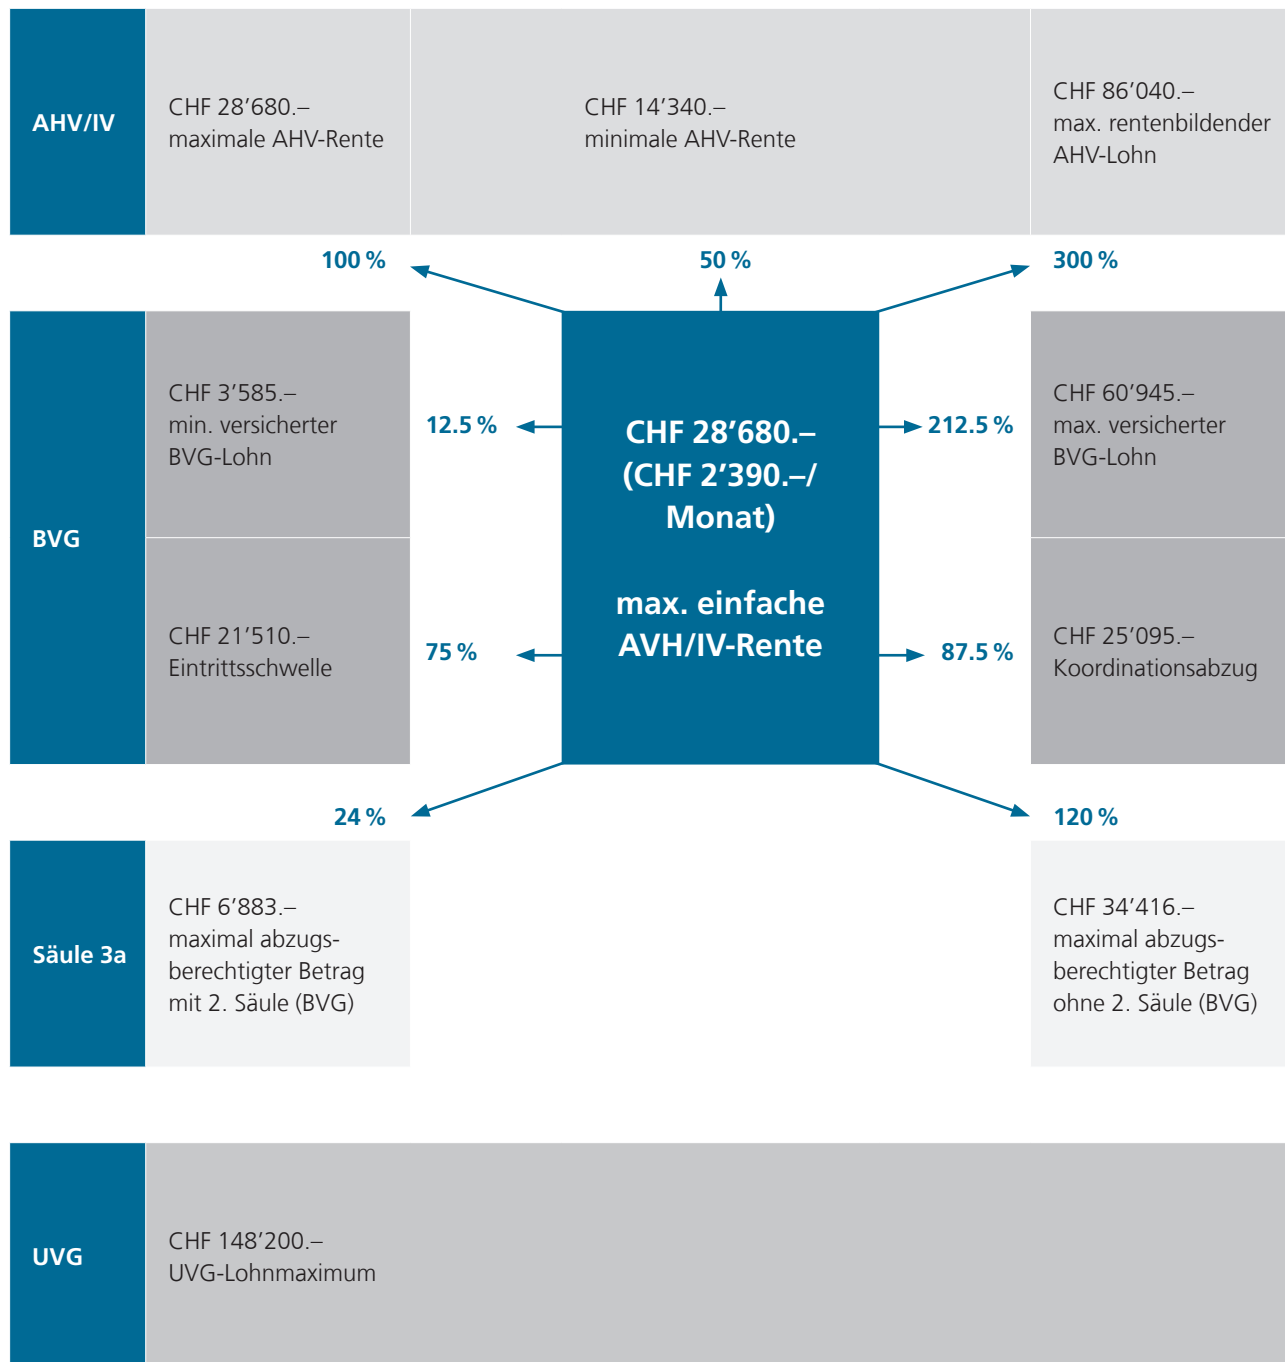 AHV/IV
CHF 28’680.–
maximale AHV-Rente
CHF 14’340.–
minimale AHV-Rente
CHF 86’040.–
max. rentenbildender
AHV-Lohn
100 %
50 %
300 %
BVG
CHF 3’585.–
min. versicherter
BVG-Lohn
12.5 %
CHF 28’680.–
(CHF 2’390.–/
Monat)
max. einfache
AVH/IV-Rente
212.5 %
CHF 60’945.–
max. versicherter
BVG-Lohn
CHF 21’510.–
Eintrittsschwelle
75 %
87.5 %
CHF 25’095.–
Koordinationsabzug
24 %
120 %
Säule 3a
CHF 6’883.–
maximal abzugs-
berechtigter Betrag
mit 2. Säule (BVG)
CHF 34’416.–
maximal abzugs-
berechtigter Betrag
ohne 2. Säule (BVG)
UVG
CHF 148’200.–
UVG-Lohnmaximum